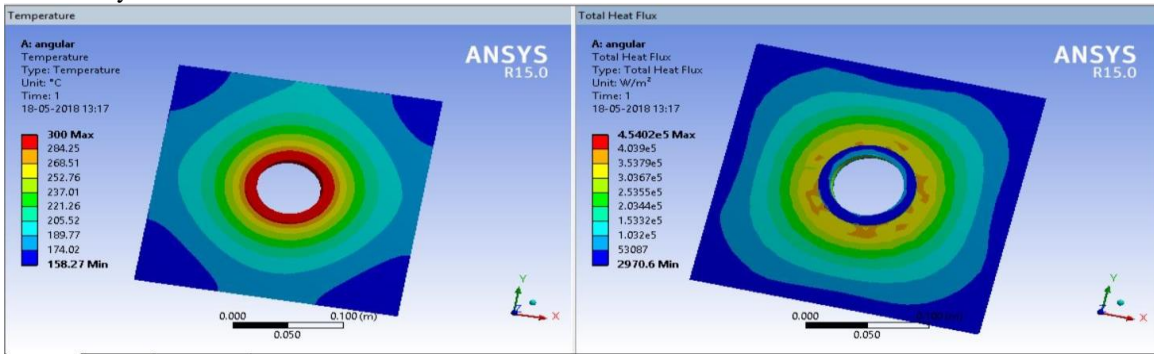 Temperature
A: angular
Temperature
Type: Temperature
Unit: °C
Time: 1
18-05-2018 13:17
ANSYS
R15.0
300 Max
284.25
268.51
252.76
237.01
221.26
205.52
189.77
174.02
158.27 Min
0.000
0.100 (m)
0.050
Y
Z
X
Total Heat Flux
A: angular
Total Heat Flux
Type: Total Heat Flux
Unit: W/m²
Time: 1
18-05-2018 13:17
ANSYS
R15.0
4.5402e5 Max
4.039e5
3.5379e5
3.0367e5
2.5355e5
2.0344e5
1.5332e5
1.032e5
53087
2970.6 Min
0.000
0.100 (m)
0.050
Y
Z
X